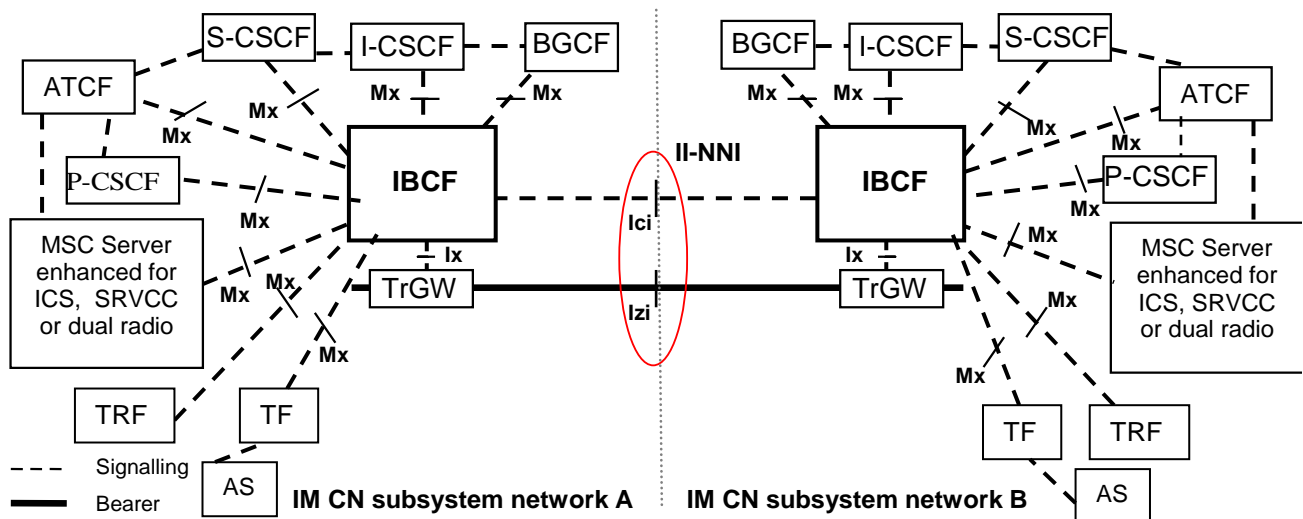 S-CSCF
I-CSCF
BGCF
ATCF
Mx
Mx
Mx
Mx
P-CSCF
Mx
IBCF
MSC Server
enhanced for
ICS, SRVCC
or dual radio
Mx
Mx
Mx
Ix
TrGW
TRF
TF
AS
Signalling
Bearer
IM CN subsystem network A
II-NNI
Ici
Izi
BGCF
I-CSCF
S-CSCF
ATCF
Mx
Mx
Mx
Mx
P-CSCF
Mx
IBCF
MSC Server
enhanced for
ICS, SRVCC
or dual radio
Mx
Mx
Mx
Ix
TrGW
TF
TRF
AS
IM CN subsystem network B